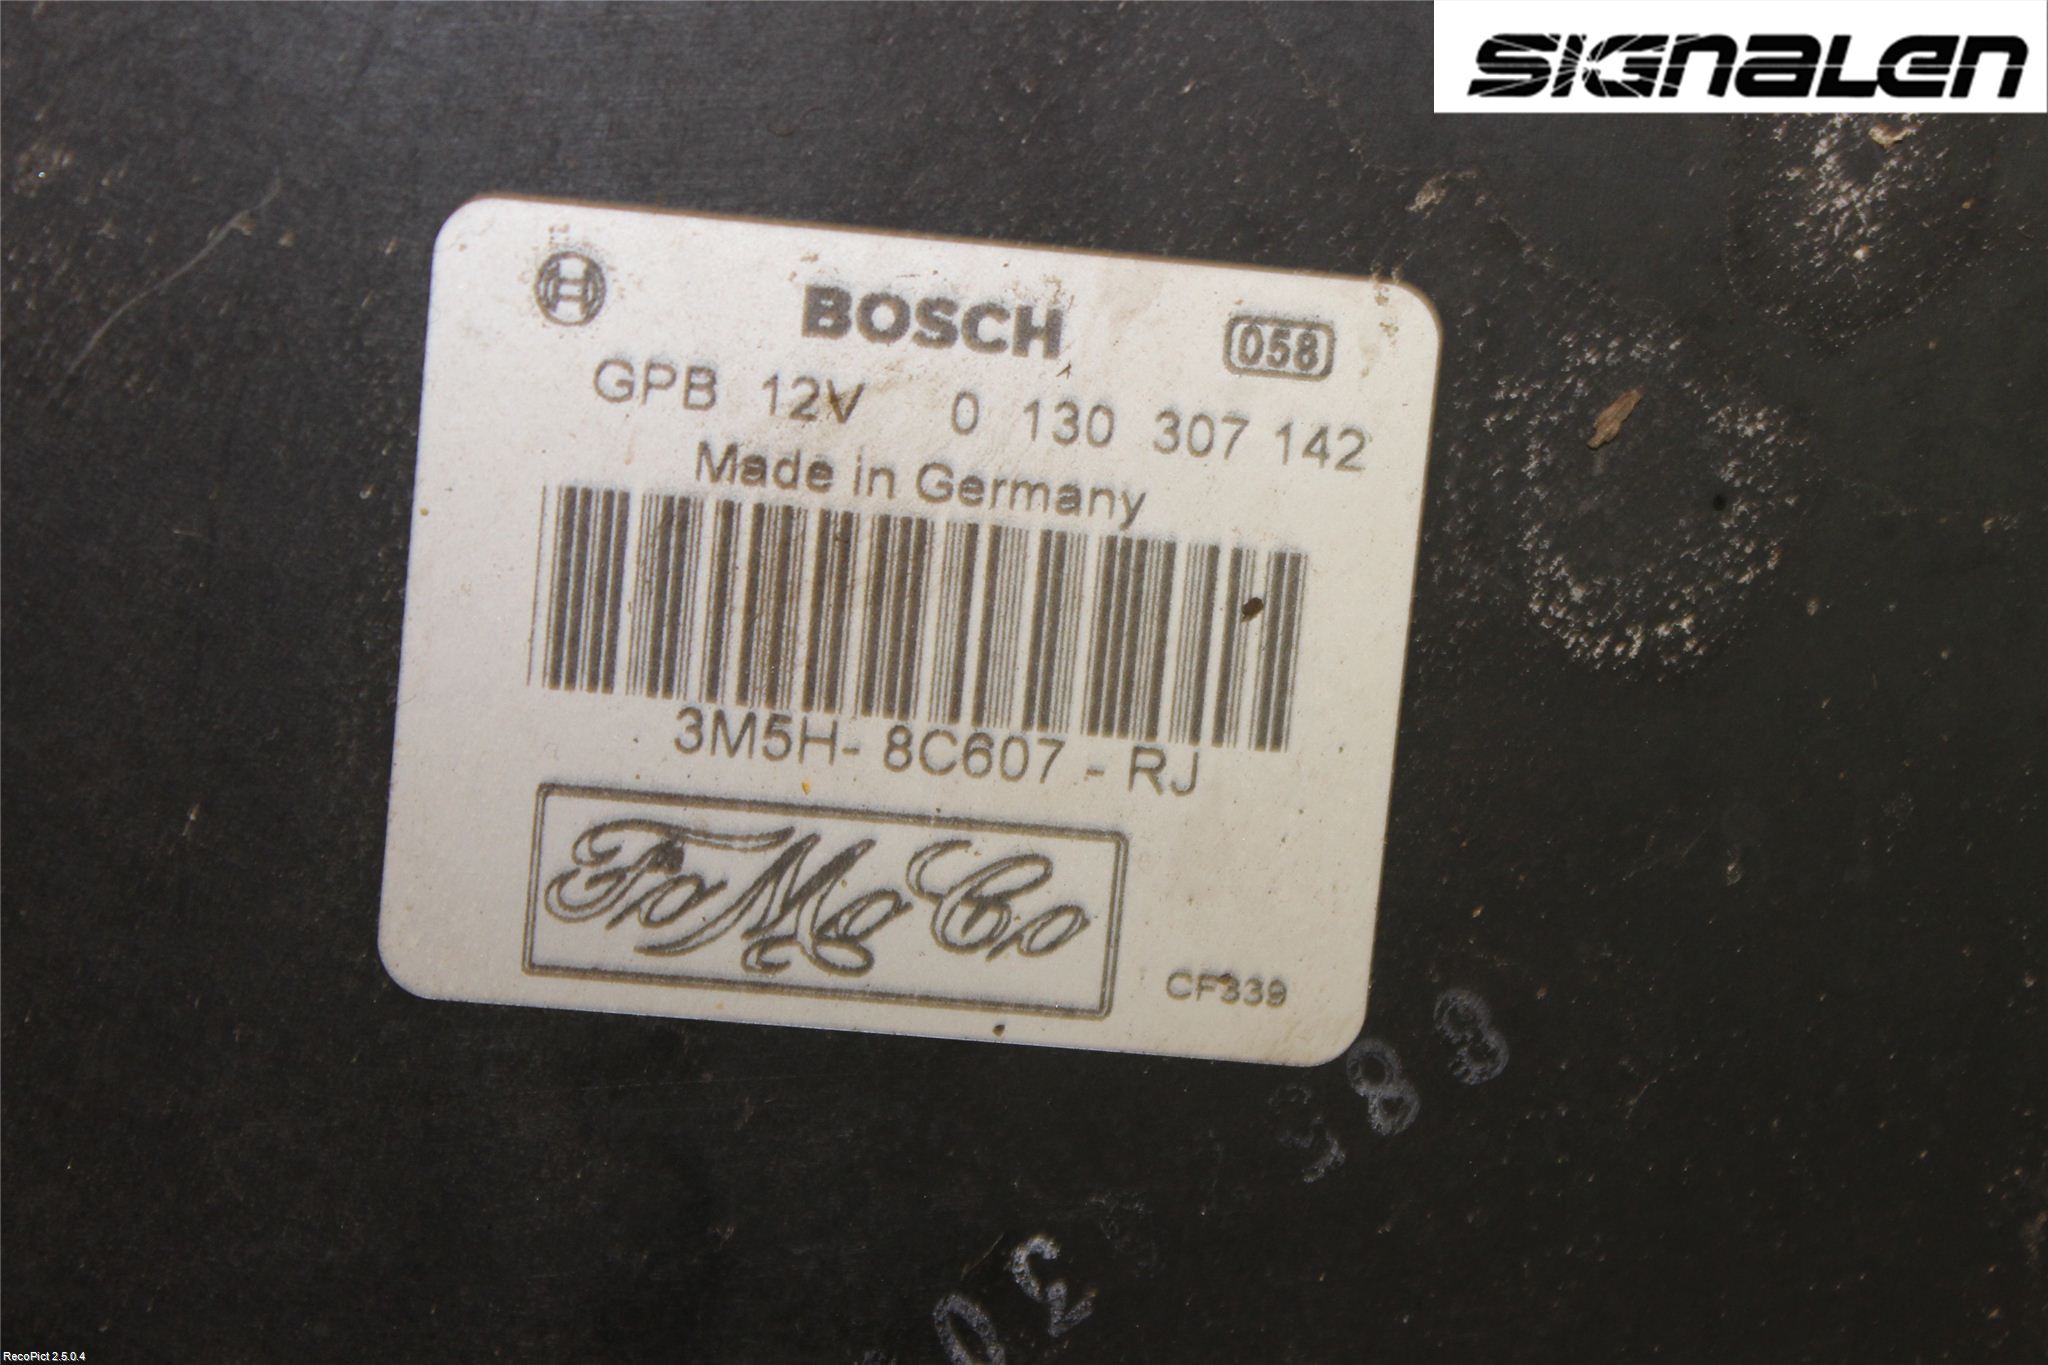 SIGNALEN
BOSCH
058
GPB 12V 0 130 307 142
Made in Germany
3M5H- 8C607 - RJ
FoMoCo
CF339
RecoPict 2.5.0.4